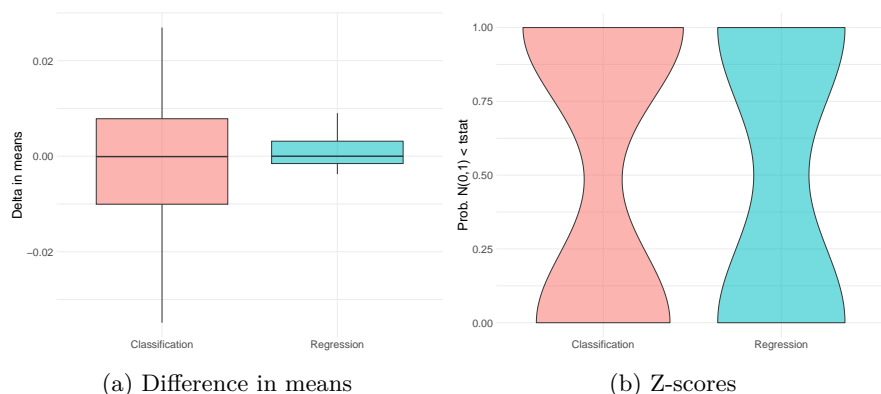 Delta in means
0.02
0.00
−0.02
Classification
Regression
(a) Difference in means
Prob. N(0,1) < tstat
1.00
0.75
0.50
0.25
0.00
Classification
Regression
(b) Z-scores